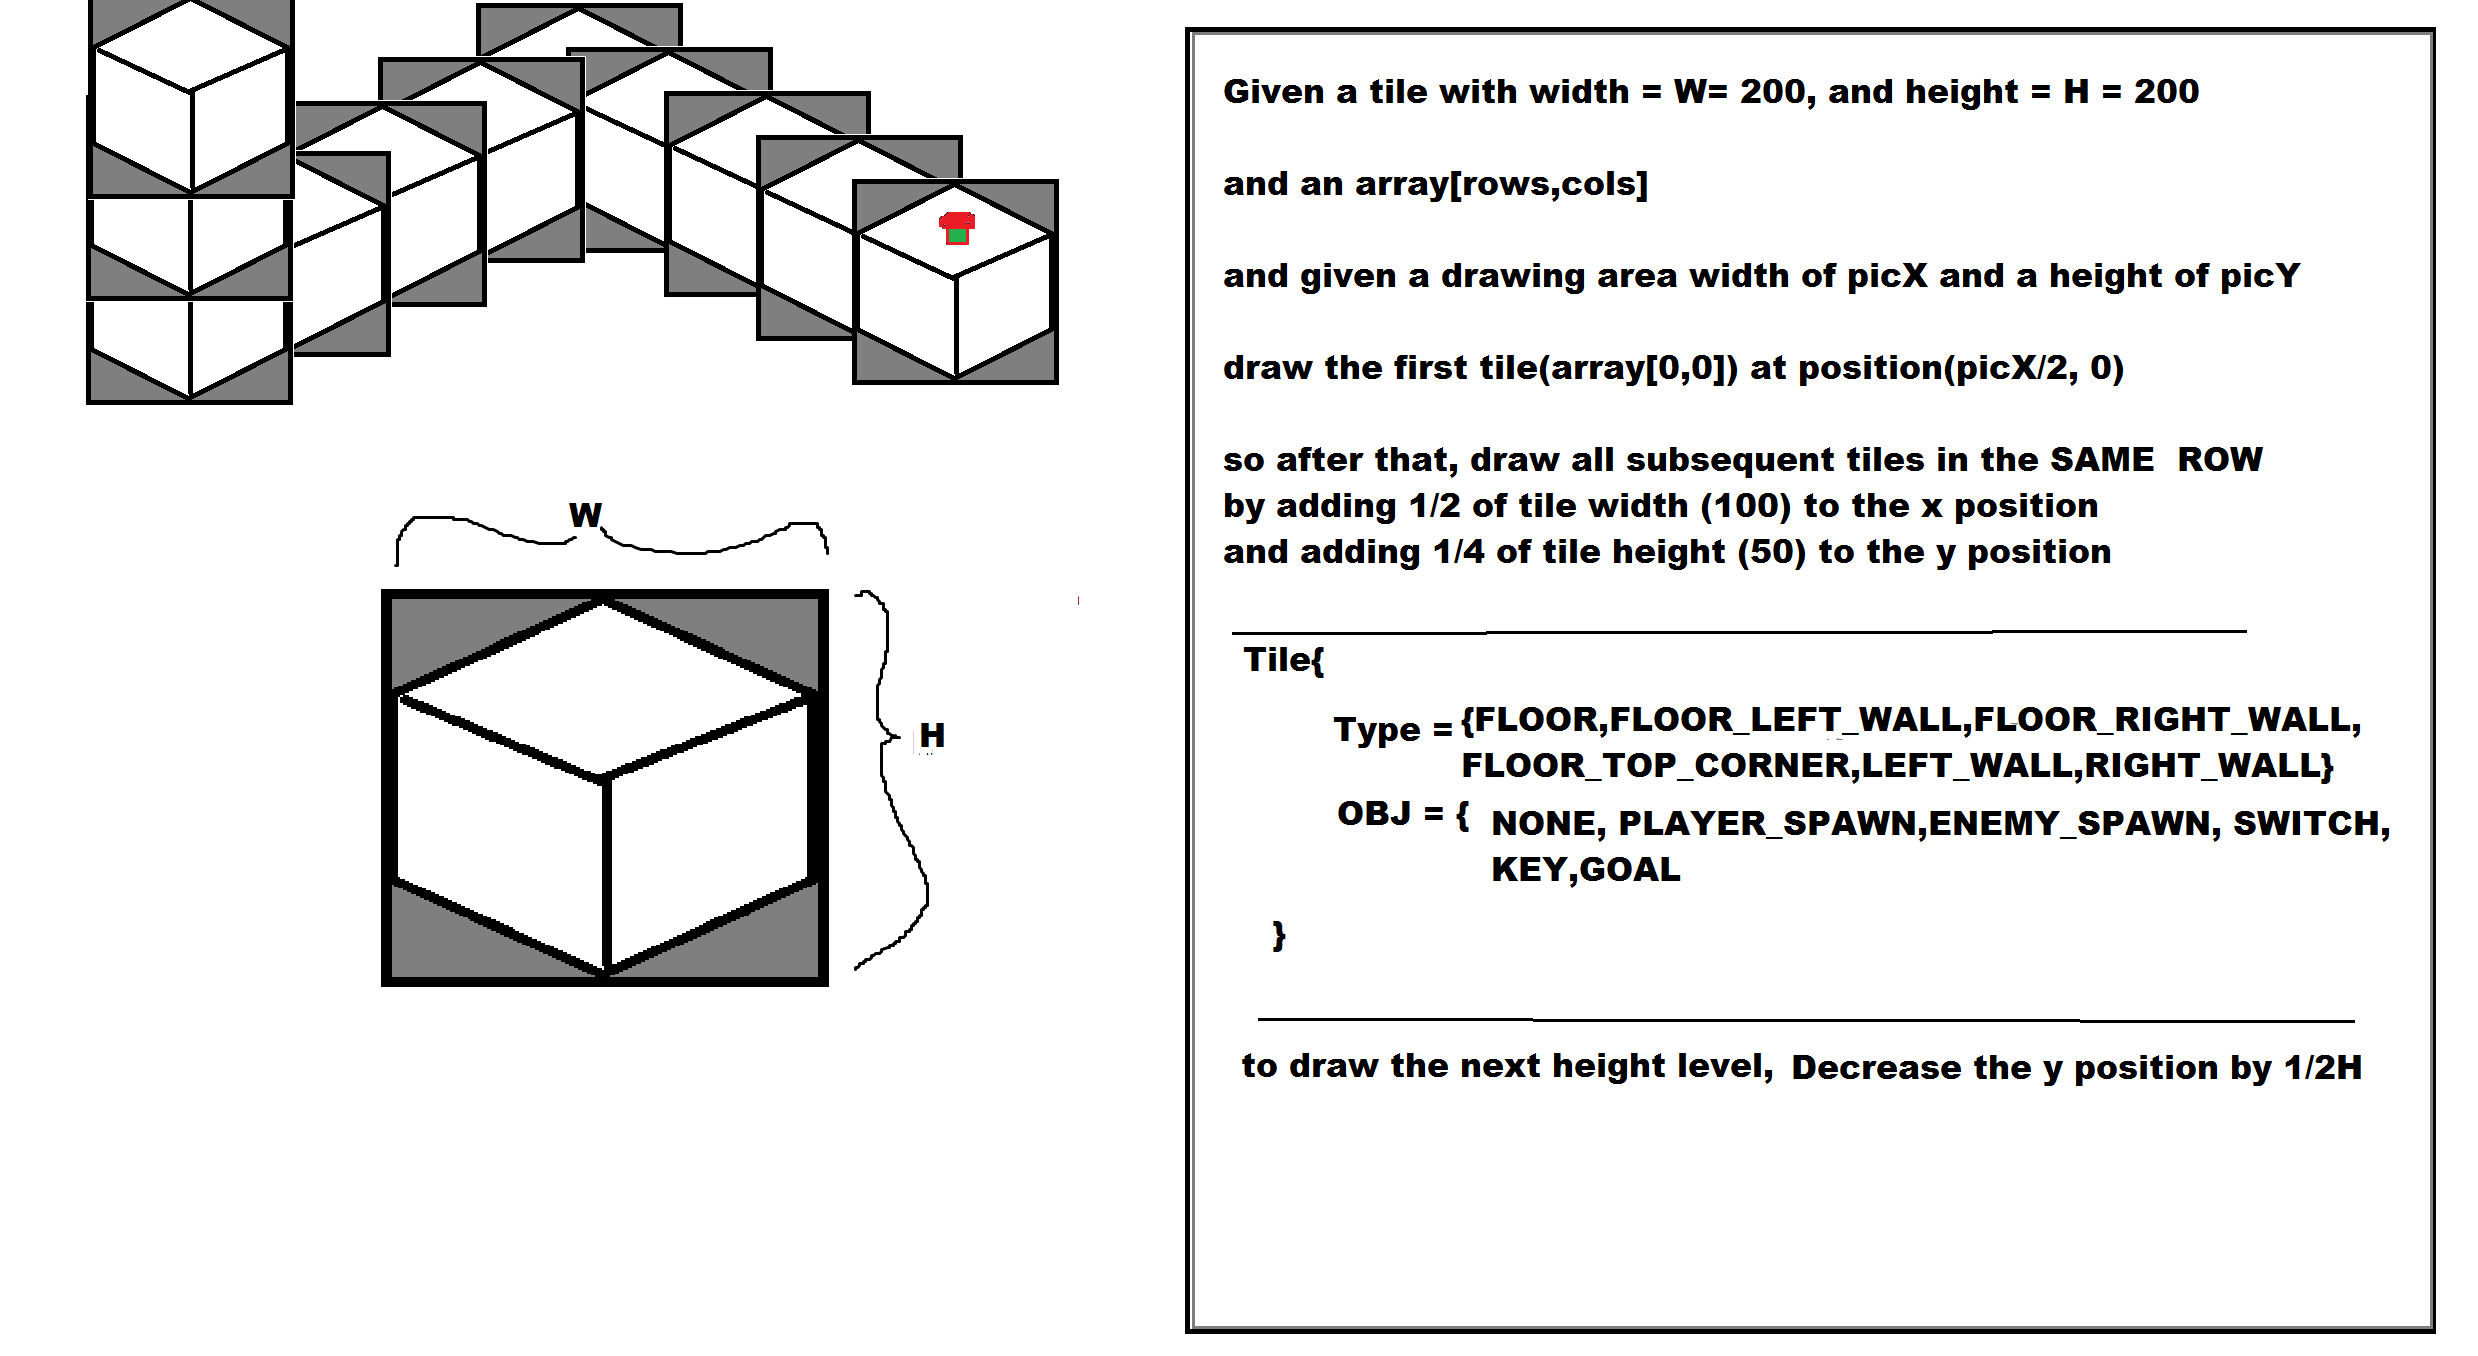 W
H
Given a tile with width = W= 200, and height = H = 200
and an array[rows,cols]
and given a drawing area width of picX and a height of picY
draw the first tile(array[0,0]) at position(picX/2, 0)
so after that, draw all subsequent tiles in the SAME ROW
by adding 1/2 of tile width (100) to the x position
and adding 1/4 of tile height (50) to the y position
Tile{
Type = {FLOOR,FLOOR_LEFT_WALL,FLOOR_RIGHT_WALL,
FLOOR_TOP_CORNER,LEFT_WALL,RIGHT_WALL}
OBJ = { NONE, PLAYER_SPAWN,ENEMY_SPAWN, SWITCH,
KEY,GOAL
}
to draw the next height level, Decrease the y position by 1/2H